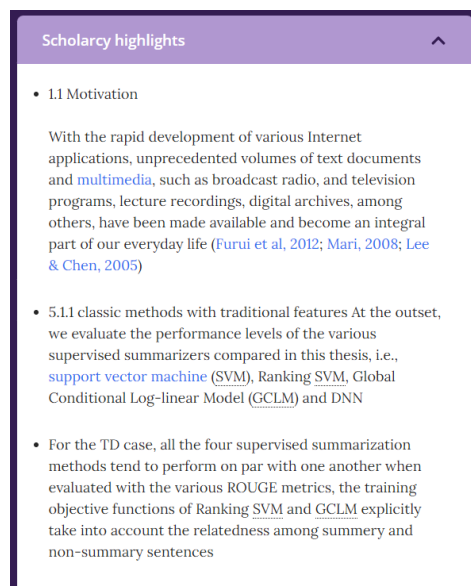 Scholarcy highlights
• 1.1 Motivation
With the rapid development of various Internet
applications, unprecedented volumes of text documents
and multimedia, such as broadcast radio, and television
programs, lecture recordings, digital archives, among
others, have been made available and become an integral
part of our everyday life (Furui et al, 2012; Mari, 2008; Lee
& Chen, 2005)
• 5.1.1 classic methods with traditional features At the outset,
we evaluate the performance levels of the various
supervised summarizers compared in this thesis, i.e.,
support vector machine (SVM), Ranking SVM, Global
Conditional Log-linear Model (GCLM) and DNN
• For the TD case, all the four supervised summarization
methods tend to perform on par with one another when
evaluated with the various ROUGE metrics, the training
objective functions of Ranking SVM and GCLM explicitly
take into account the relatedness among summery and
non-summary sentences